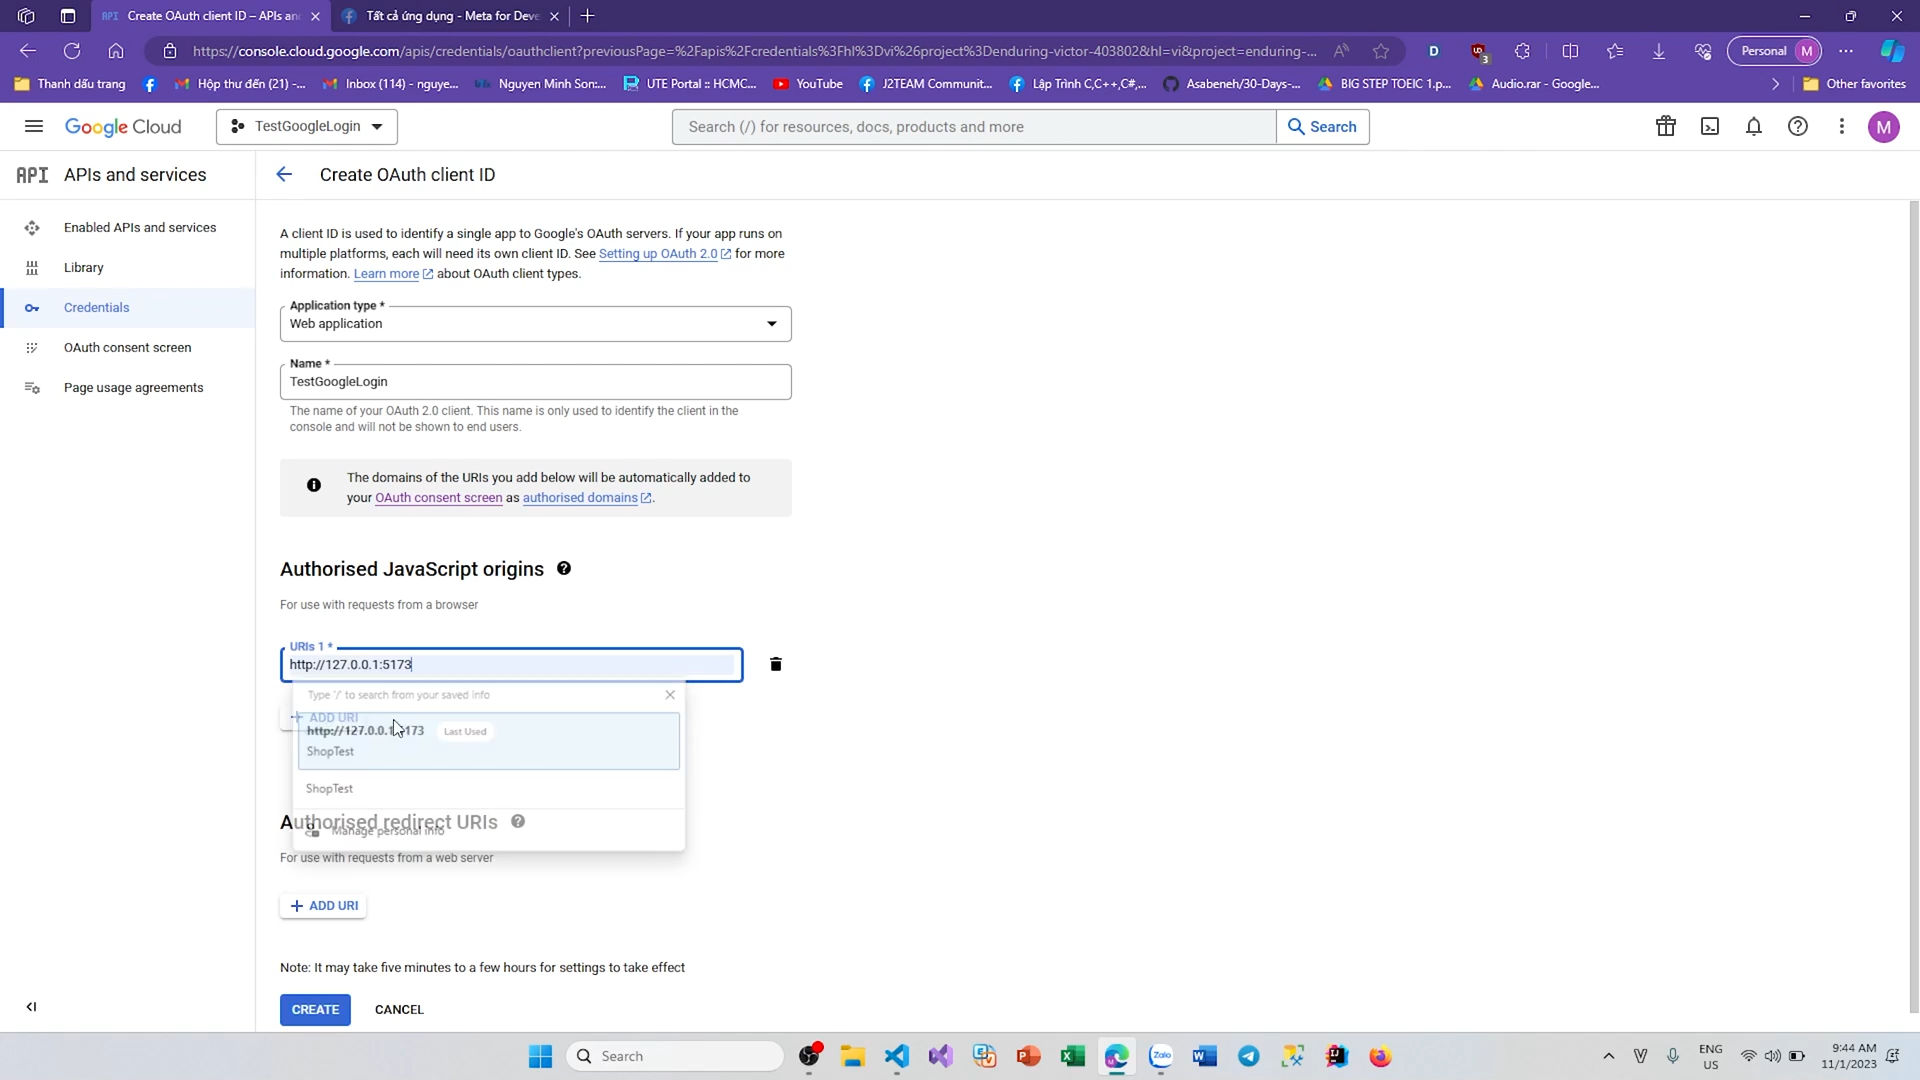 Create OAuth client ID – APIs an
Tất cả ứng dụng - Meta for Deve
https://console.cloud.google.com/apis/credentials/oauthclient?previousPage=%2Fapis%2Fcredentials%3Fhl%3Dvi%26project%3Denduring-victor-403802&hl=vi&project=enduring-...
Personal M
Thanh dấu trang
Hộp thư đến (21) -...
Inbox (114) - nguye...
Nguyen Minh Son:...
UTE Portal :: HCMC...
YouTube
J2TEAM Communit...
Lập Trình C,C++,C#,...
Asabeneh/30-Days-...
BIG STEP TOEIC 1.p...
Audio.rar - Google...
Other favorites
Google Cloud
TestGoogleLogin
Search (/) for resources, docs, products and more
Search
M
API APIs and services
Create OAuth client ID
Enabled APIs and services
Library
Credentials
OAuth consent screen
Page usage agreements
A client ID is used to identify a single app to Google's OAuth servers. If your app runs on
multiple platforms, each will need its own client ID. See Setting up OAuth 2.0 for more
information. Learn more about OAuth client types.
Application type *
Web application
Name *
TestGoogleLogin
The name of your OAuth 2.0 client. This name is only used to identify the client in the
console and will not be shown to end users.
The domains of the URIs you add below will be automatically added to
your OAuth consent screen as authorised domains.
Authorised JavaScript origins
For use with requests from a browser
URIs 1 *
http://127.0.0.1:5173
Type '/' to search from your saved info
ADD URI
http://127.0.0.1:5173 Last Used
ShopTest
ShopTest
Authorised redirect URIs
Manage personal info
For use with requests from a web server
ADD URI
Note: It may take five minutes to a few hours for settings to take effect
CREATE
CANCEL
Search
Zalo
ENG
US
9:44 AM
11/1/2023